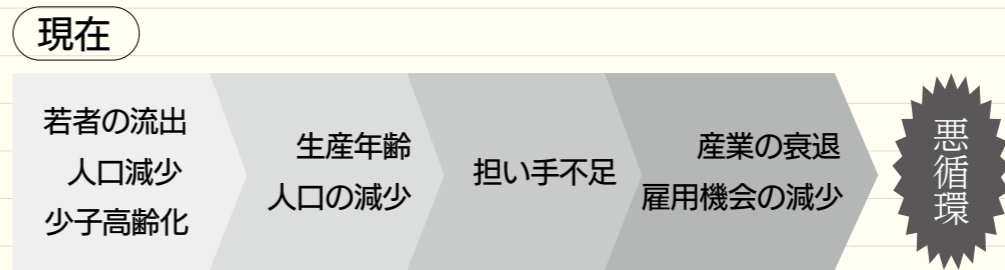 現在
若者の流出
人口減少
少子高齢化
生産年齢
人口の減少
担い手不足
産業の衰退
雇用機会の減少
悪循環